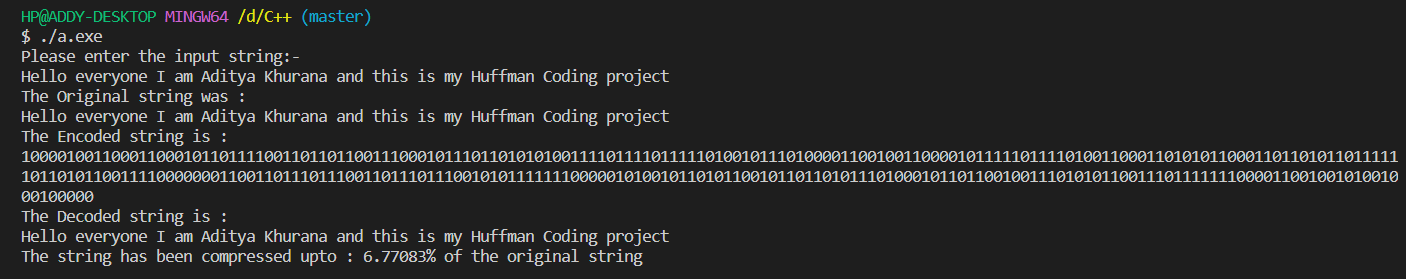 HP@ADDY-DESKTOP MINGW64 /d/C++ (master)
$ ./a.exe
Please enter the input string:-
Hello everyone I am Aditya Khurana and this is my Huffman Coding project
The Original string was :
Hello everyone I am Aditya Khurana and this is my Huffman Coding project
The Encoded string is :
1000010011000110001011011110011011011001110001011101101010100111101111011111010010111010000110010011000010111110111101001100011010101100011011010110111111
1011010110011110000000110011011101110011011101110010101111111000001010010110101100101101101011101000101101100100111010101100111011111111000011001001010010
00100000
The Decoded string is :
Hello everyone I am Aditya Khurana and this is my Huffman Coding project
The string has been compressed upto : 6.77083% of the original string